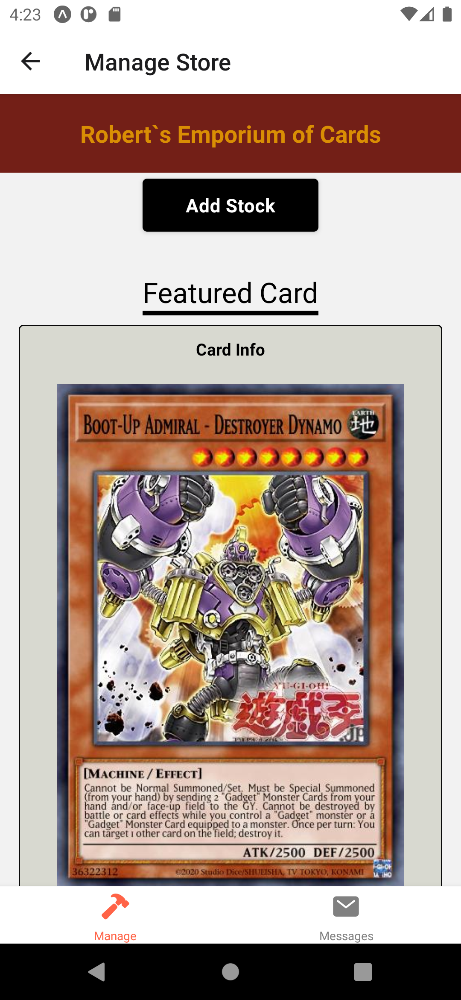 4:23
Manage Store
Robert`s Emporium of Cards
Add Stock
Featured Card
Card Info
BOOT-UP ADMIRAL - DESTROYER DYNAMO
EARTH
地
YU-GI-OH!
遊戯王
.jp
[MACHINE / EFFECT]
Cannot be Normal Summoned/Set. Must be Special Summoned
(from your hand) by sending 2 "Gadget" Monster Cards from your
hand and/or face-up field to the GY. Cannot be destroyed by
battle or card effects while you control a "Gadget" monster or a
"Gadget" Monster Card equipped to a monster. Once per turn: You
can target 1 other card on the field; destroy it.
ATK/2500 DEF/2500
36322312
©2020 Studio Dice/SHUEISHA, TV TOKYO, KONAMI
Manage
Messages